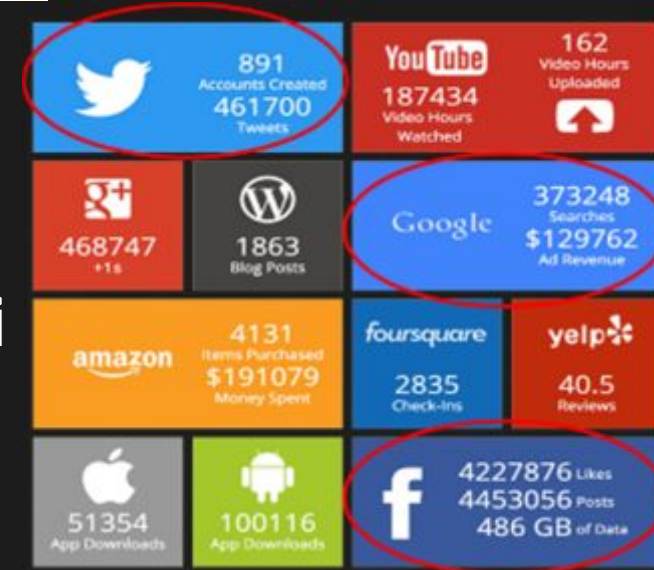 891
Accounts Created
461700
Tweets
You Tube
187434
Video Hours
Watched
162
Video Hours
Uploaded
g+
468747
+1s
W
1863
Blog Posts
Google
373248
Searches
$129762
Ad Revenue
amazon
4131
Items Purchased
$191079
Money Spent
foursquare
2835
Check-Ins
yelp
40.5
Reviews
51354
App Downloads
100116
App Downloads
f
4227876 Likes
4453056 Posts
486 GB of Data